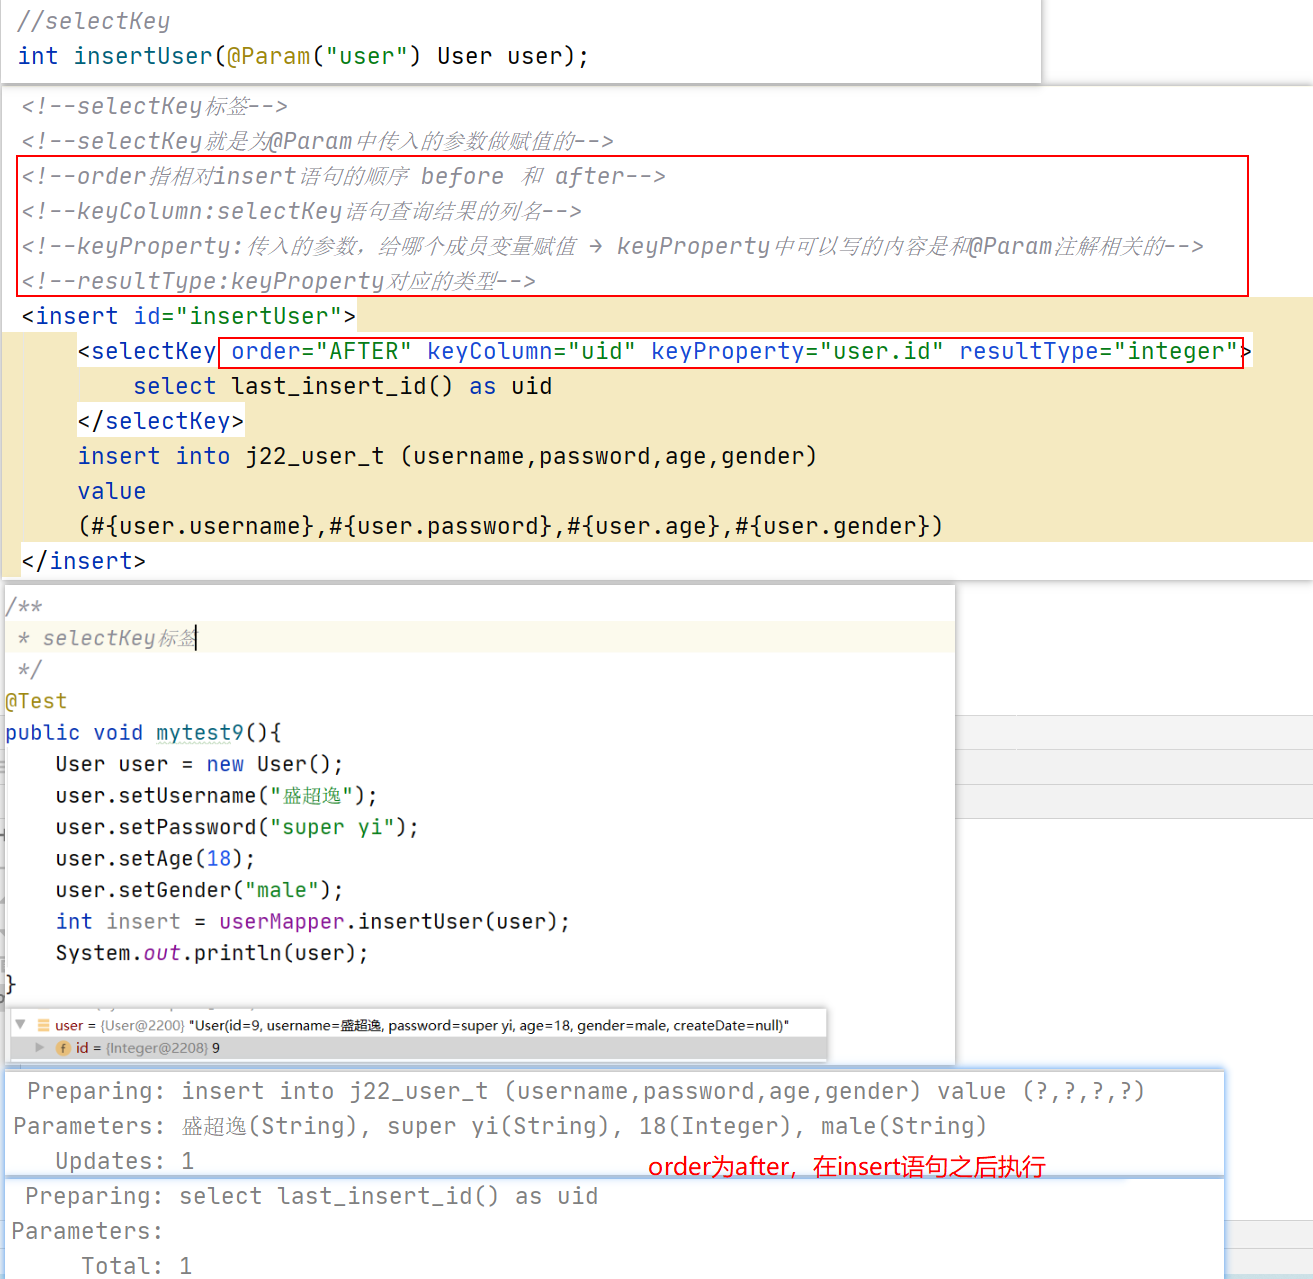 //selectKey
int insertUser(@Param("user") User user);
<!--selectKey标签-->
<!--selectKey就是为@Param中传入的参数做赋值的-->
<!--order指相对insert语句的顺序 before 和 after-->
<!--keyColumn:selectKey语句查询结果的列名-->
<!--keyProperty:传入的参数，给哪个成员变量赋值 → keyProperty中可以写的内容是和@Param注解相关的-->
<!--resultType:keyProperty对应的类型-->
<insert id="insertUser">
<selectKey order="AFTER" keyColumn="uid" keyProperty="user.id" resultType="integer">
select last_insert_id() as uid
</selectKey>
insert into j22_user_t (username,password,age,gender)
value
(#{user.username},#{user.password},#{user.age},#{user.gender})
</insert>
/**
* selectKey标签
*/
@Test
public void mytest9(){
User user = new User();
user.setUsername("盛超逸");
user.setPassword("super yi");
user.setAge(18);
user.setGender("male");
int insert = userMapper.insertUser(user);
System.out.println(user);
}
user = {User@2200} "User(id=9, username=盛超逸, password=super yi, age=18, gender=male, createDate=null)"
f id = {Integer@2208} 9
Preparing: insert into j22_user_t (username,password,age,gender) value (?,?,?,?)
Parameters: 盛超逸(String), super yi(String), 18(Integer), male(String)
Updates: 1
order为after，在insert语句之后执行
Preparing: select last_insert_id() as uid
Parameters:
Total: 1